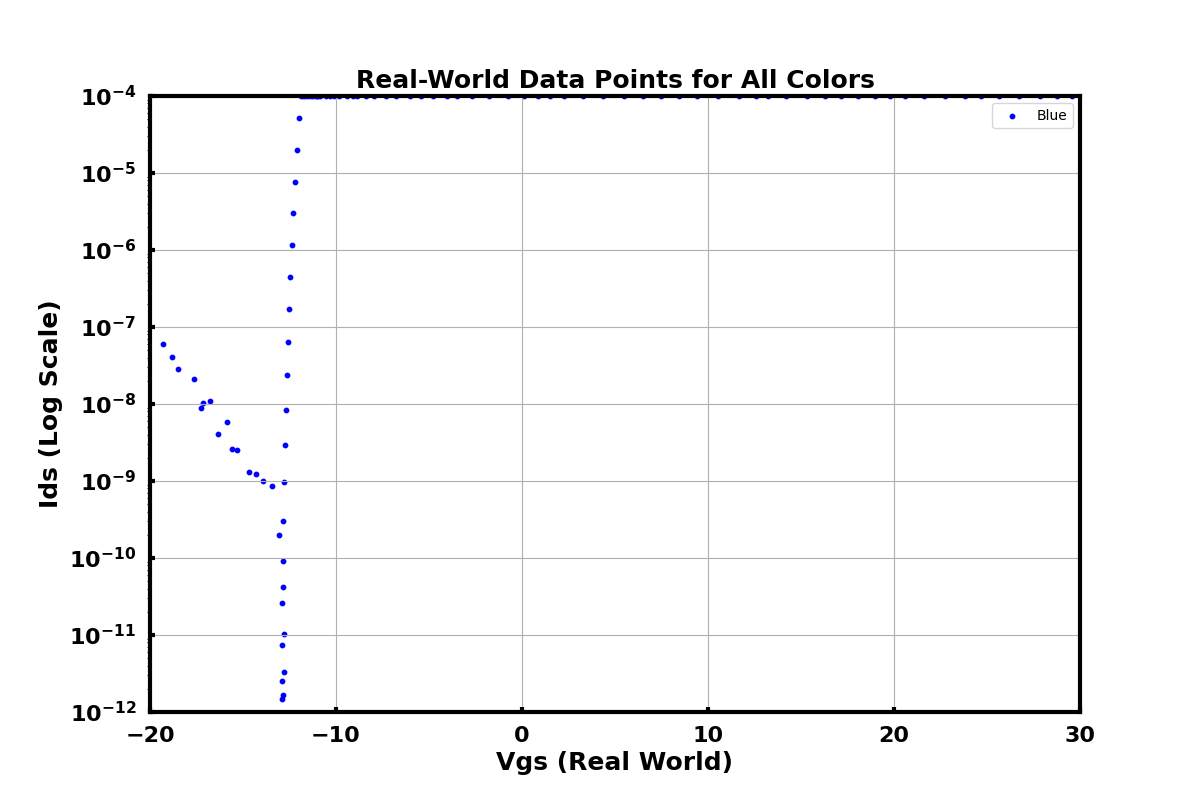 Real-World Data Points for All Colors
Blue
Ids (Log Scale)
10⁻⁴
10⁻⁵
10⁻⁶
10⁻⁷
10⁻⁸
10⁻⁹
10⁻¹⁰
10⁻¹¹
10⁻¹²
−20 −10 0 10 20 30
Vgs (Real World)